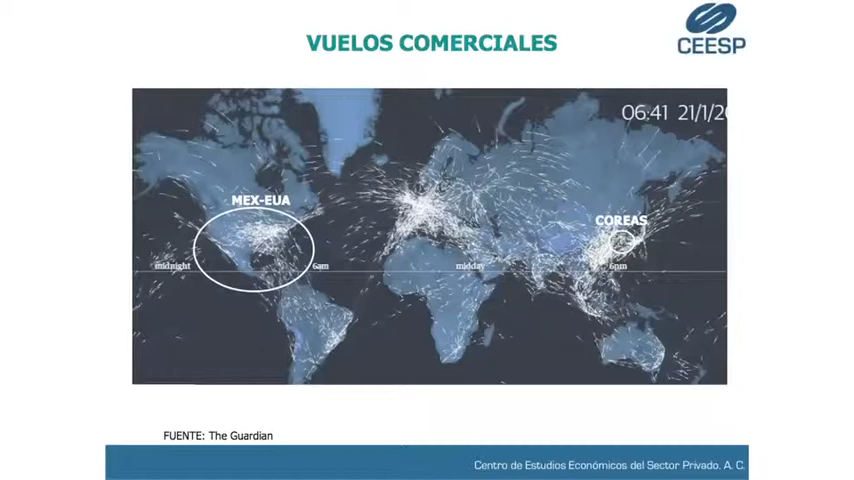 VUELOS COMERCIALES
CEESP
06:41 21/1/20
MEX-EUA
COREAS
midnight 6am midday 6pm
FUENTE: The Guardian
Centro de Estudios Económicos del Sector Privado. A. C.